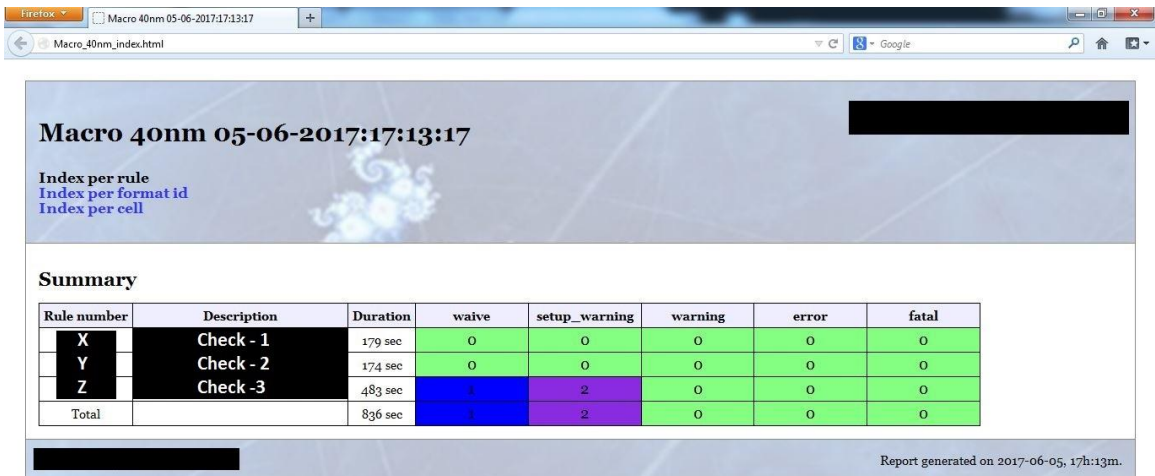 Firefox
Macro 40nm 05-06-2017:17:13:17 +
Macro_40nm_index.html Google
Macro 40nm 05-06-2017:17:13:17
Index per rule
Index per format id
Index per cell
Summary
Rule number Description Duration waive setup_warning warning error fatal
X Check - 1 179 sec 0 0 0 0 0
Y Check - 2 174 sec 0 0 0 0 0
Z Check -3 483 sec 1 2 0 0 0
Total 836 sec 1 2 0 0 0
Report generated on 2017-06-05, 17h:13m.